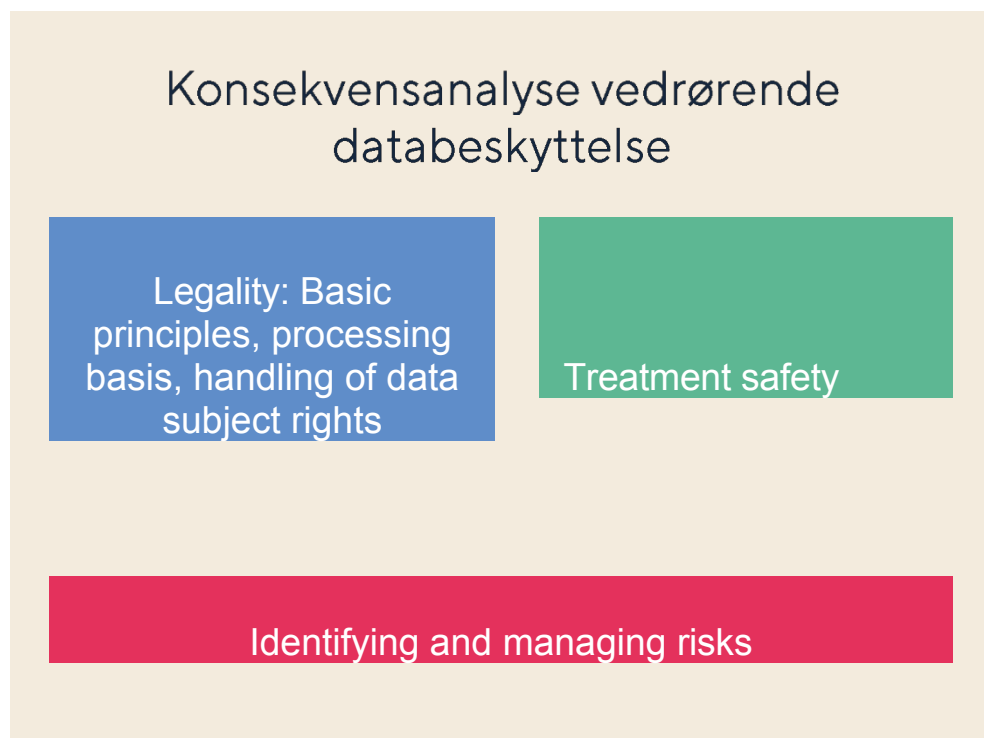 Konsekvensanalyse vedrørende
databeskyttelse
Legality: Basic
principles, processing
basis, handling of data
subject rights
Treatment safety
Identifying and managing risks